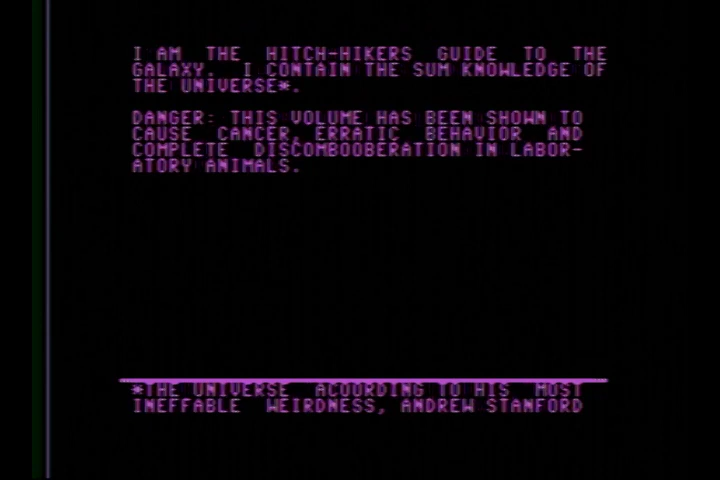 I AM THE HITCH-HIKERS GUIDE TO THE
GALAXY. I CONTAIN THE SUM KNOWLEDGE OF
THE UNIVERSE*.
DANGER: THIS VOLUME HAS BEEN SHOWN TO
CAUSE CANCER, ERRATIC BEHAVIOR AND
COMPLETE DISCOMBOOBERATION IN LABOR-
ATORY ANIMALS.
*THE UNIVERSE ACOORDING TO HIS MOST
INEFFABLE WEIRDNESS, ANDREW STANFORD